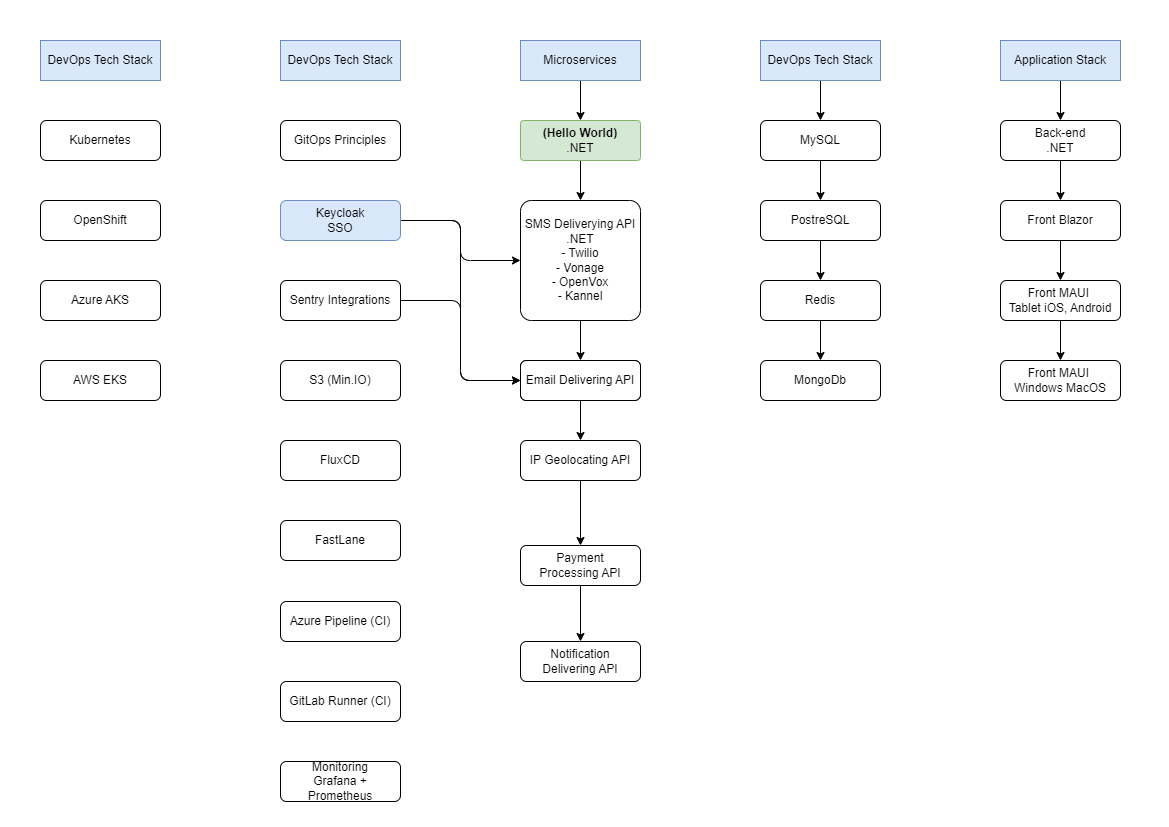 DevOps Tech Stack
Kubernetes
OpenShift
Azure AKS
AWS EKS
DevOps Tech Stack
GitOps Principles
Keycloak
SSO
Sentry Integrations
S3 (Min.IO)
FluxCD
FastLane
Azure Pipeline (CI)
GitLab Runner (CI)
Monitoring
Grafana +
Prometheus
Microservices
(Hello World)
.NET
SMS Deliverying API
.NET
- Twilio
- Vonage
- OpenVox
- Kannel
Email Delivering API
IP Geolocating API
Payment
Processing API
Notification
Delivering API
DevOps Tech Stack
MySQL
PostreSQL
Redis
MongoDb
Application Stack
Back-end
.NET
Front Blazor
Front MAUI
Tablet iOS, Android
Front MAUI
Windows MacOS